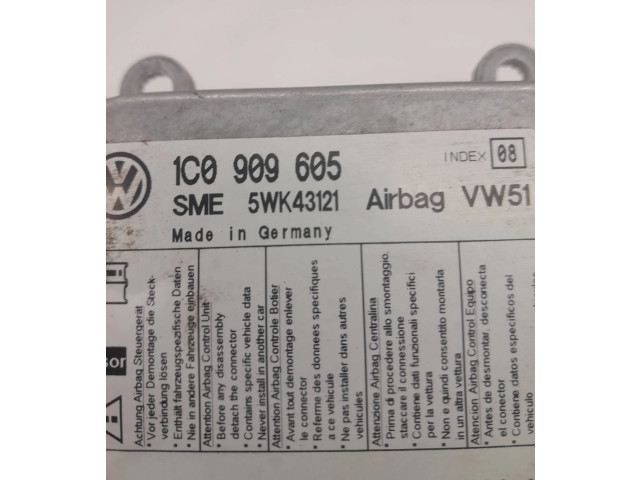 1C0 909 605
INDEX 08
SME 5WK43121 Airbag VW51
Made in Germany
Achtung Airbag Steuergerät
* Vor jeder Demontage die Steck-
verbindung lösen
* Enthält fahrzeugspezifische Daten
* Nie in andere Fahrzeuge einbauen
Attention Airbag Control Unit
* Before any disassembly
detach the connector
* Contains specific vehicle data
* Never install in another car
Attention Airbag Controle Boîtier
* Avant tout demontage enlever
le connector
* Referme des donnees specifiques
a ce vehicule
* Ne pas installer dans autres
vehicules
Attenzione Airbag Centralina
* Prima di procedere allo smontaggio,
staccare il connessione
* Contiene dati funzionali specifici
per la vettura
* Non e quindi consentito montarla
in un altra vettura
Atencion Airbag Control Equipo
* Antes de desmontar, desconecta
el conector
* Contiene datos especificos del
vehiculo